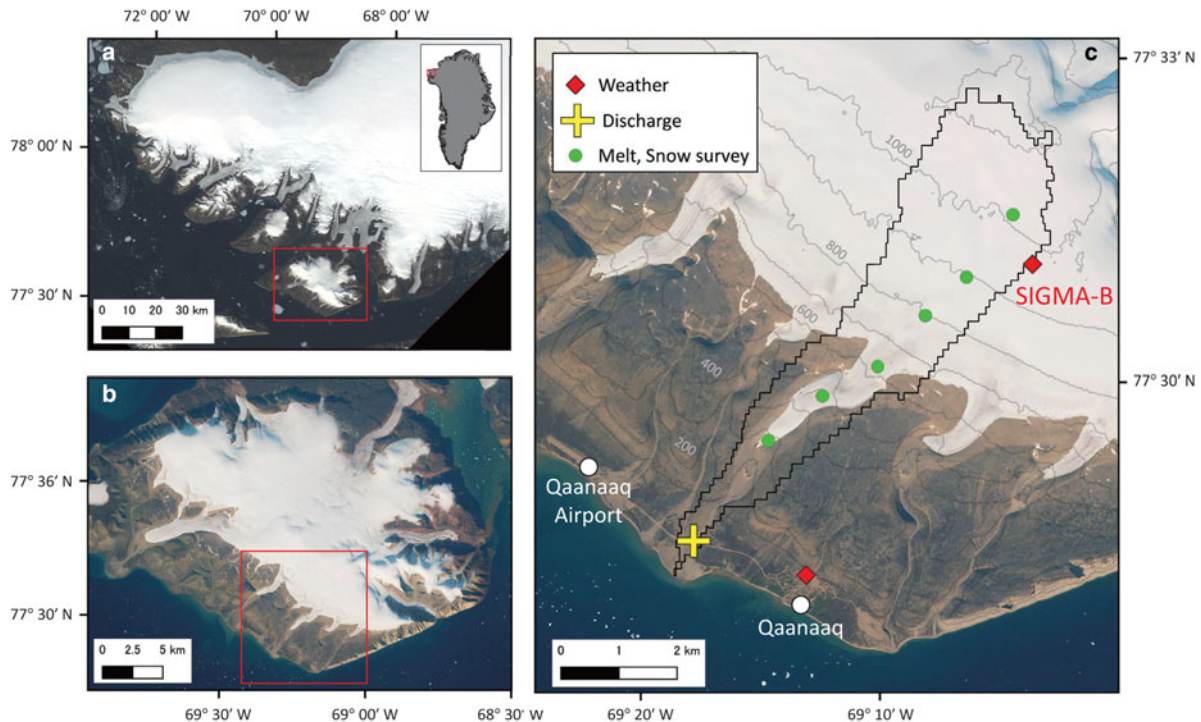 72° 00′ W
70° 00′ W
68° 00′ W
a
78° 00′ N
77° 30′ N
0 10 20 30 km
b
77° 36′ N
77° 30′ N
0 2.5 5 km
69° 30′ W
69° 00′ W
68° 30′ W
c
Weather
Discharge
Melt, Snow survey
77° 33′ N
77° 30′ N
1000
800
600
400
200
SIGMA-B
Qaanaaq
Airport
Qaanaaq
0 1 2 km
69° 20′ W
69° 10′ W